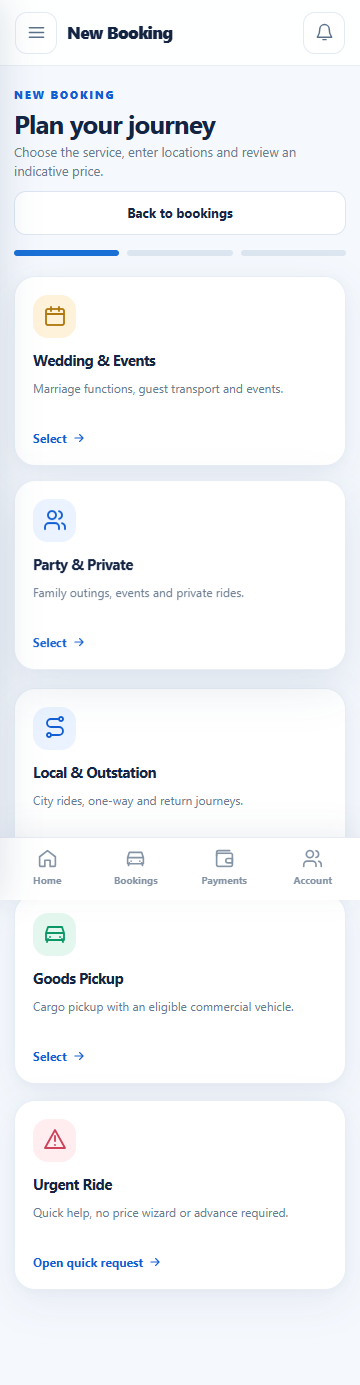 New Booking
NEW BOOKING
Plan your journey
Choose the service, enter locations and review an
indicative price.
Back to bookings
Wedding & Events
Marriage functions, guest transport and events.
Select →
Party & Private
Family outings, events and private rides.
Select →
Local & Outstation
City rides, one-way and return journeys.
Home Bookings Payments Account
Goods Pickup
Cargo pickup with an eligible commercial vehicle.
Select →
Urgent Ride
Quick help, no price wizard or advance required.
Open quick request →